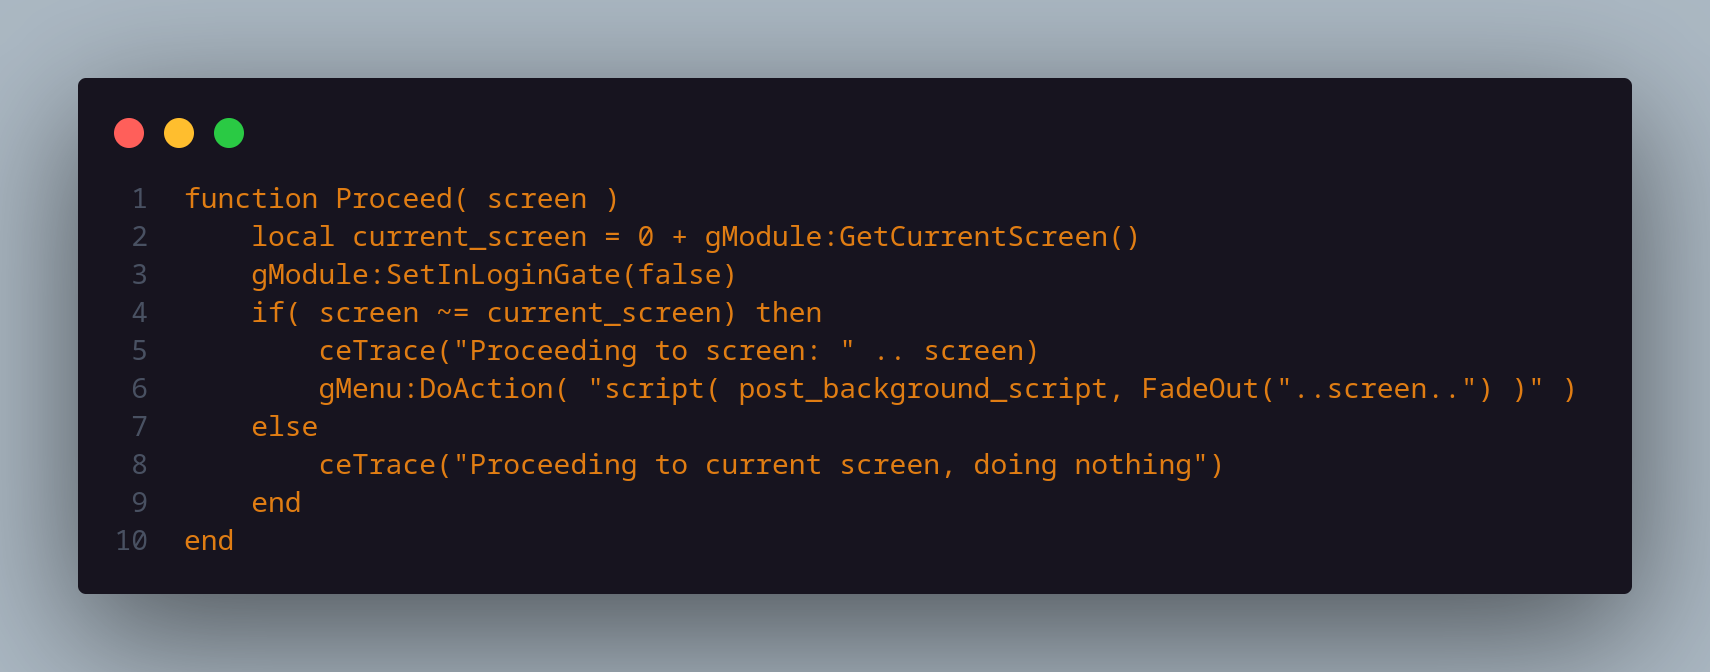 1 function Proceed( screen )
2     local current_screen = 0 + gModule:GetCurrentScreen()
3     gModule:SetInLoginGate(false)
4     if( screen ~= current_screen) then
5         ceTrace("Proceeding to screen: " .. screen)
6         gMenu:DoAction( "script( post_background_script, FadeOut("..screen..") )" )
7     else
8         ceTrace("Proceeding to current screen, doing nothing")
9     end
10 end